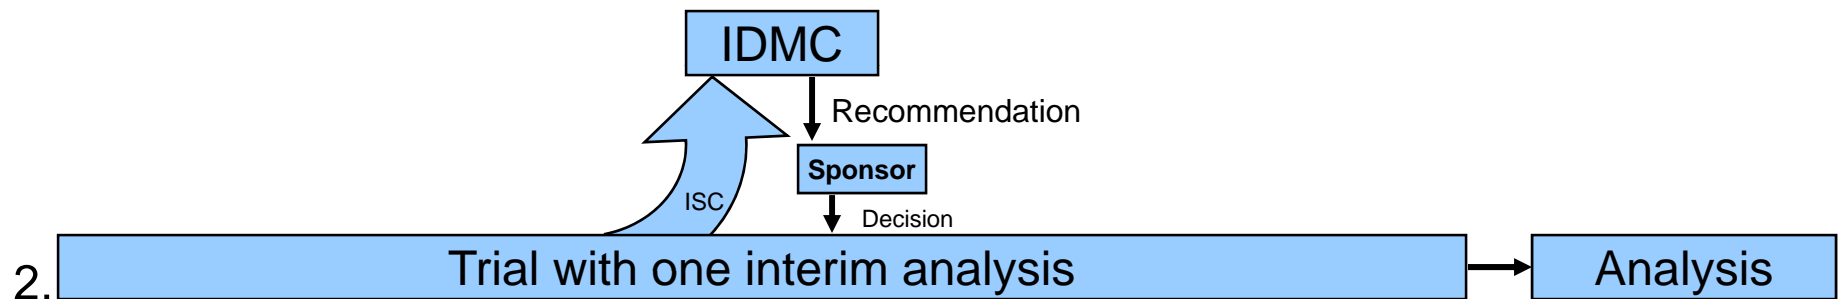 IDMC
Recommendation
Sponsor
ISC
Decision
2.
Trial with one interim analysis
Analysis